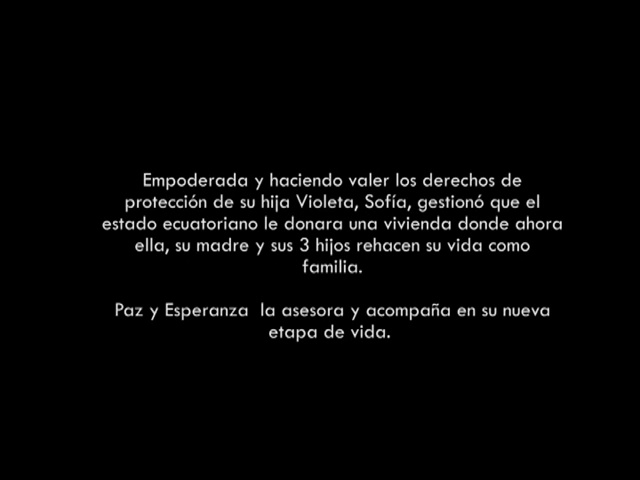 Empoderada y haciendo valer los derechos de
protección de su hija Violeta, Sofía, gestionó que el
estado ecuatoriano le donara una vivienda donde ahora
ella, su madre y sus 3 hijos rehacen su vida como
familia.
Paz y Esperanza  la asesora y acompaña en su nueva
etapa de vida.